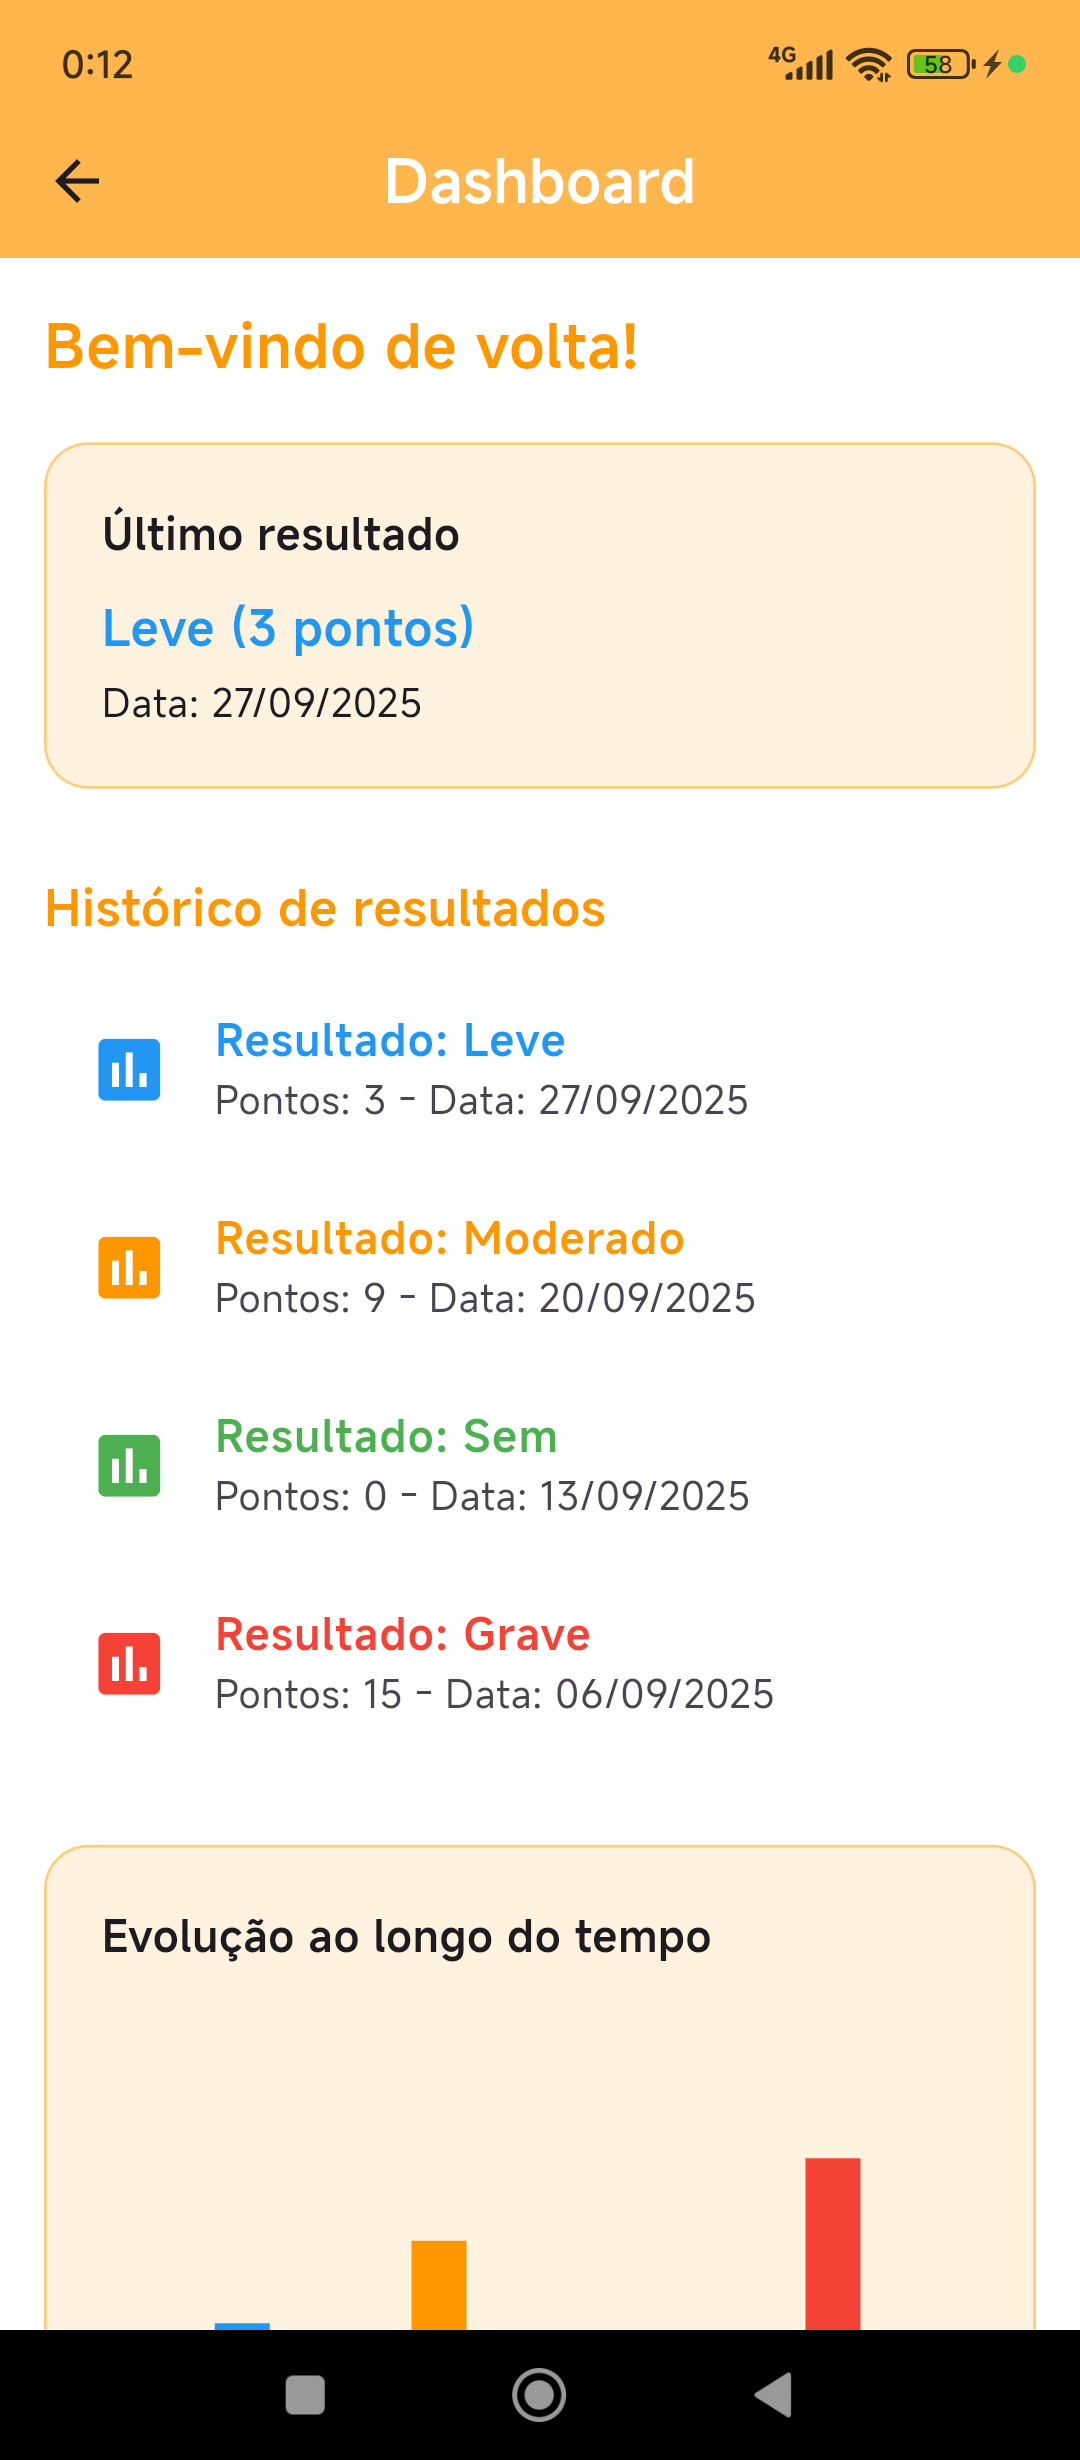 0:12
4G
58
Dashboard
Bem-vindo de volta!
Último resultado
Leve (3 pontos)
Data: 27/09/2025
Histórico de resultados
Resultado: Leve
Pontos: 3 - Data: 27/09/2025
Resultado: Moderado
Pontos: 9 - Data: 20/09/2025
Resultado: Sem
Pontos: 0 - Data: 13/09/2025
Resultado: Grave
Pontos: 15 - Data: 06/09/2025
Evolução ao longo do tempo